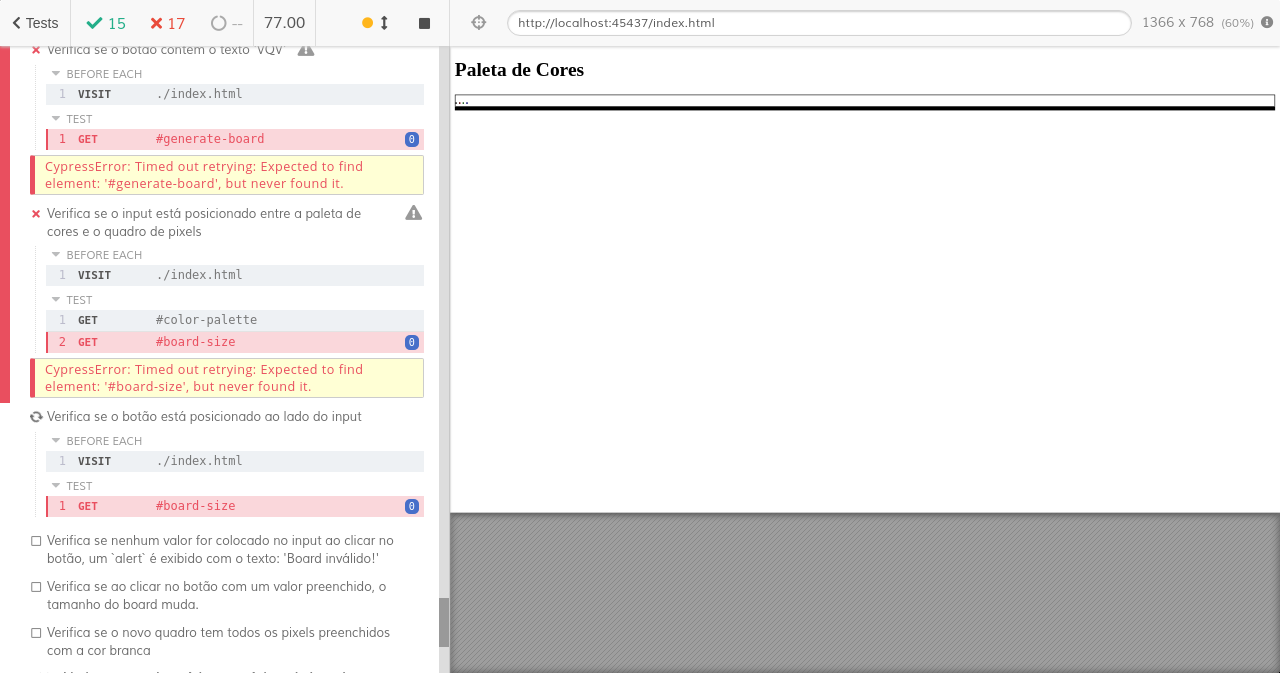 Tests
15
17
--
77.00
http://localhost:45437/index.html
1366 x 768 (60%)
Verifica se o botão contém o texto 'VQV'
BEFORE EACH
1 VISIT ./index.html
TEST
1 GET #generate-board 0
CypressError: Timed out retrying: Expected to find
element: '#generate-board', but never found it.
Verifica se o input está posicionado entre a paleta de
cores e o quadro de pixels
BEFORE EACH
1 VISIT ./index.html
TEST
1 GET #color-palette
2 GET #board-size 0
CypressError: Timed out retrying: Expected to find
element: '#board-size', but never found it.
Verifica se o botão está posicionado ao lado do input
BEFORE EACH
1 VISIT ./index.html
TEST
1 GET #board-size 0
Verifica se nenhum valor for colocado no input ao clicar no
botão, um `alert` é exibido com o texto: 'Board inválido!'
Verifica se ao clicar no botão com um valor preenchido, o
tamanho do board muda.
Verifica se o novo quadro tem todos os pixels preenchidos
com a cor branca
Paleta de Cores
....